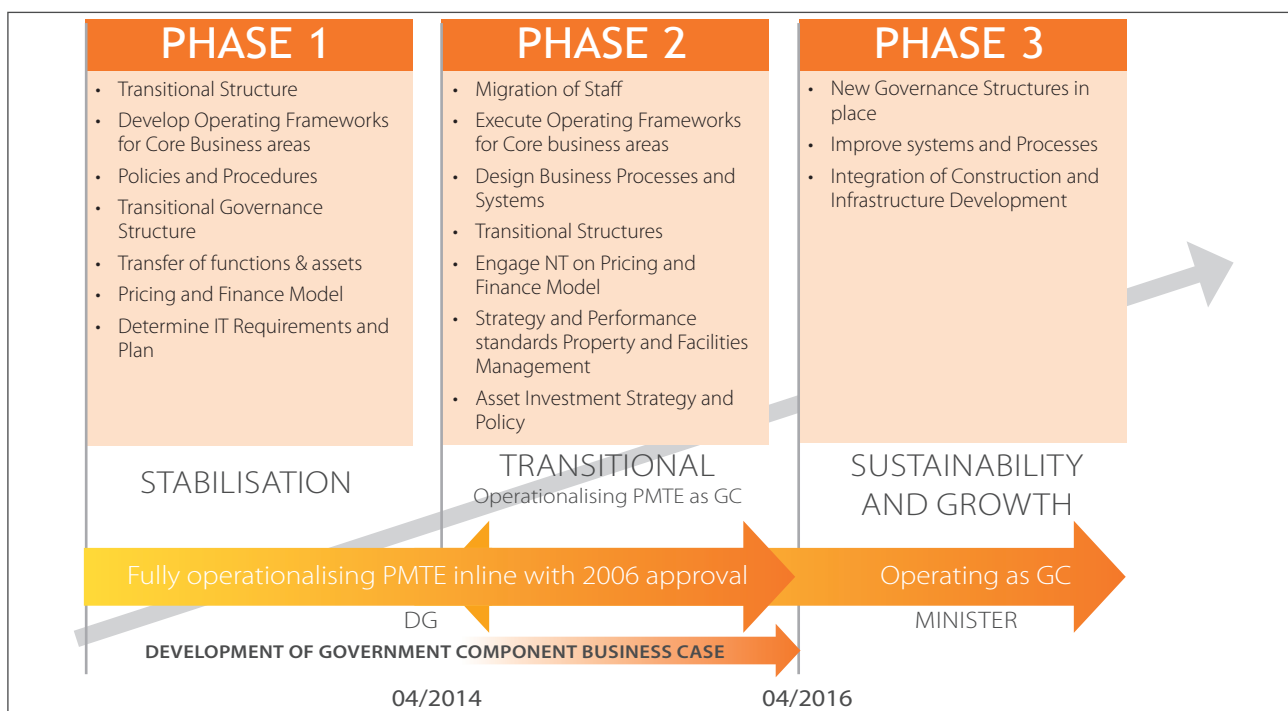 PHASE 1
• Transitional Structure
• Develop Operating Frameworks
for Core Business areas
• Policies and Procedures
• Transitional Governance
Structure
• Transfer of functions & assets
• Pricing and Finance Model
• Determine IT Requirements and
Plan
STABILISATION
PHASE 2
• Migration of Staff
• Execute Operating Frameworks
for Core business areas
• Design Business Processes and
Systems
• Transitional Structures
• Engage NT on Pricing and
Finance Model
• Strategy and Performance
standards Property and Facilities
Management
• Asset Investment Strategy and
Policy
TRANSITIONAL
Operationalising PMTE as GC
PHASE 3
• New Governance Structures in
place
• Improve systems and Processes
• Integration of Construction and
Infrastructure Development
SUSTAINABILITY
AND GROWTH
Fully operationalising PMTE inline with 2006 approval
Operating as GC
DG
MINISTER
DEVELOPMENT OF GOVERNMENT COMPONENT BUSINESS CASE
04/2014
04/2016